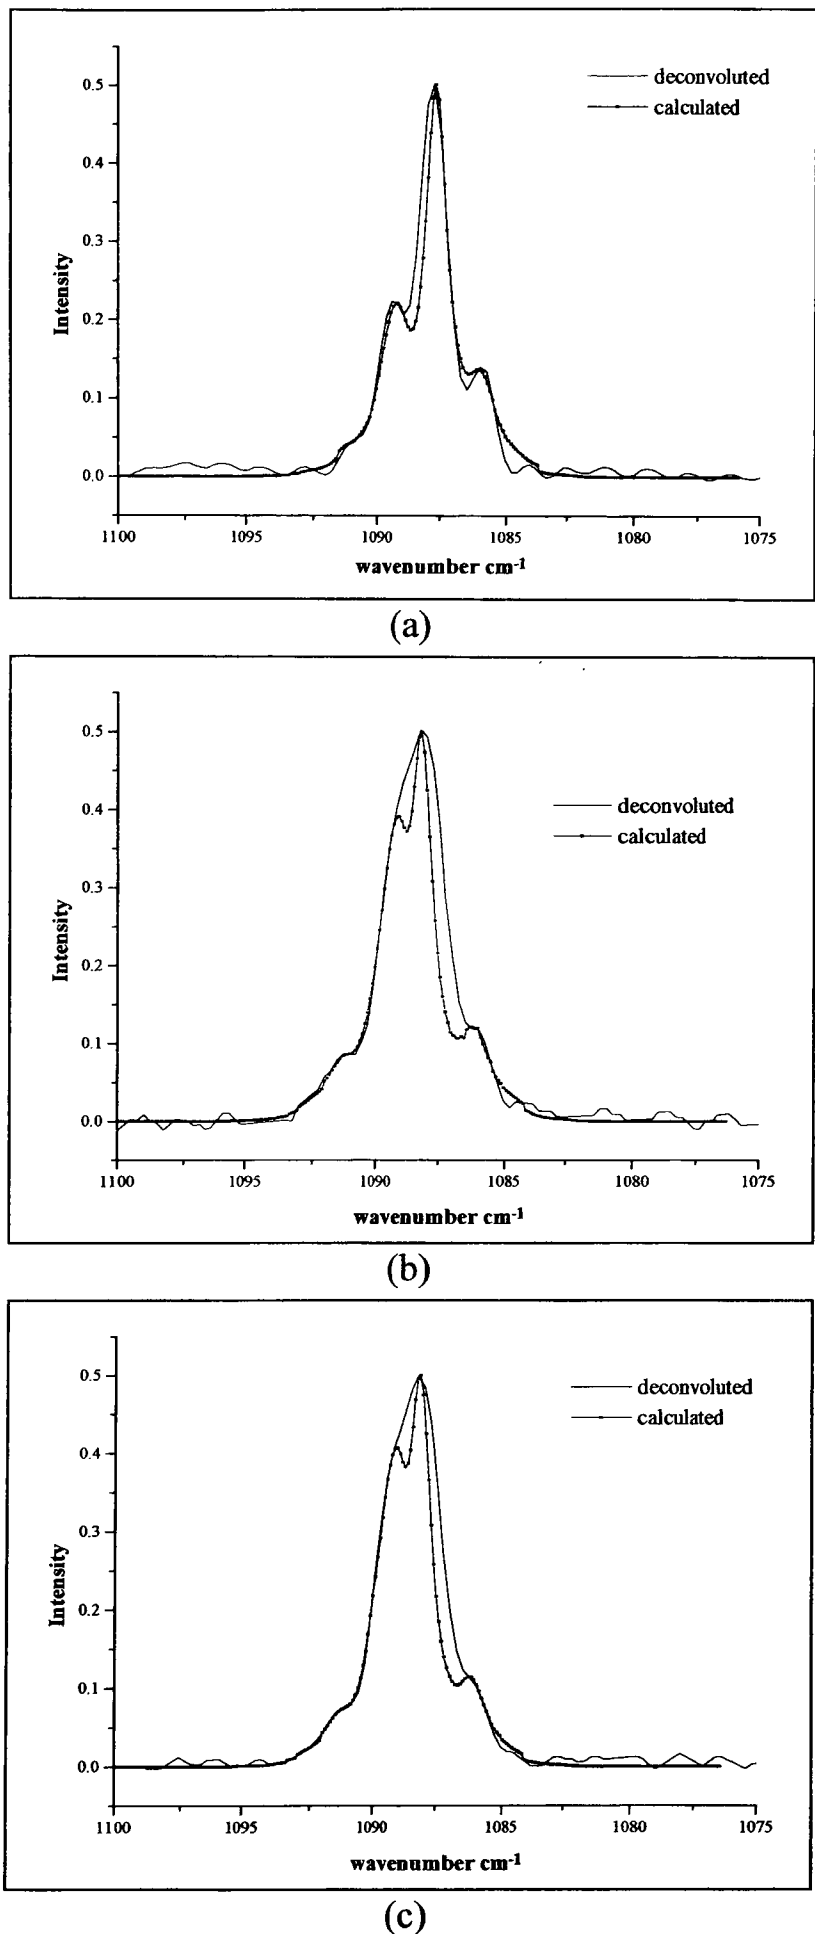 deconvoluted
calculated
0.5
0.4
0.3
0.2
0.1
0.0
Intensity
1100 1095 1090 1085 1080 1075
wavenumber cm-1
(a)
deconvoluted
calculated
0.5
0.4
0.3
0.2
0.1
0.0
Intensity
1100 1095 1090 1085 1080 1075
wavenumber cm-1
(b)
deconvoluted
calculated
0.5
0.4
0.3
0.2
0.1
0.0
Intensity
1100 1095 1090 1085 1080 1075
wavenumber cm-1
(c)